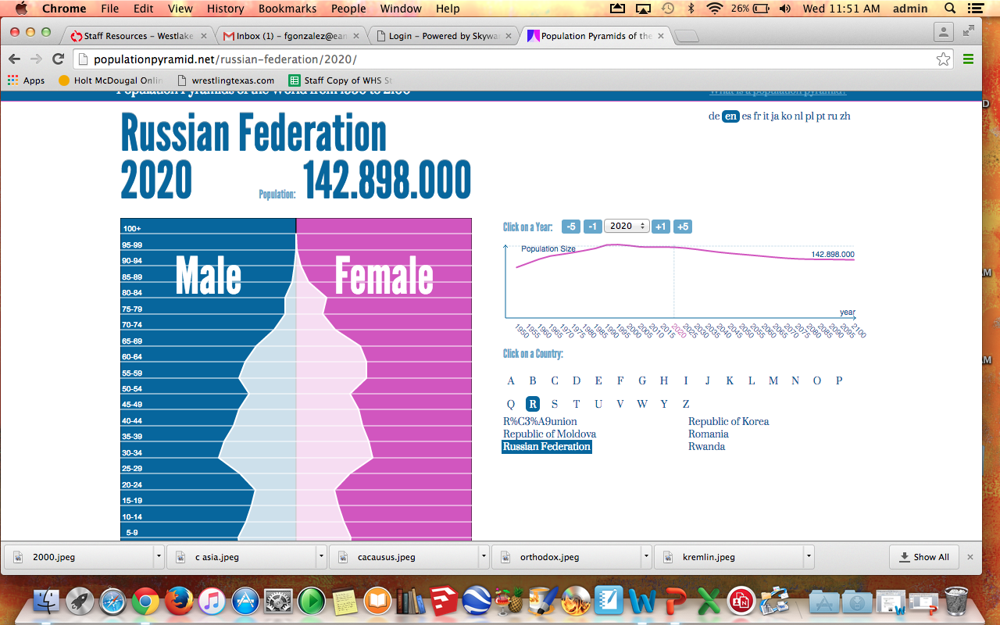 Chrome File Edit View History Bookmarks People Window Help 26% Wed 11:51 AM admin
Staff Resources – Westlake Inbox (1) – fgonzalez@ean Login – Powered by Skywa Population Pyramids of the
populationpyramid.net/russian-federation/2020/
Apps Holt McDougal Onlin wrestlingtexas.com Staff Copy of WHS St
Population Pyramids of the World from 1950 to 2100 What is a population pyramid?
de en es fr it ja ko nl pl pt ru zh
Russian Federation
2020 Population: 142.898.000
Male Female
100+
95-99
90-94
85-89
80-84
75-79
70-74
65-69
60-64
55-59
50-54
45-49
40-44
35-39
30-34
25-29
20-24
15-19
10-14
5-9
Click on a Year: -5 -1 2020 +1 +5
Population Size
142.898.000
year
1950 1955 1960 1965 1970 1975 1980 1985 1990 1995 2000 2005 2010 2015 2020 2025 2030 2035 2040 2045 2050 2055 2060 2065 2070 2075 2080 2085 2090 2095 2100
Click on a Country:
A B C D E F G H I J K L M N O P
Q R S T U V W Y Z
R%C3%A9union Republic of Korea
Republic of Moldova Romania
Russian Federation Rwanda
2000.jpeg c asia.jpeg cacausus.jpeg orthodox.jpeg kremlin.jpeg Show All